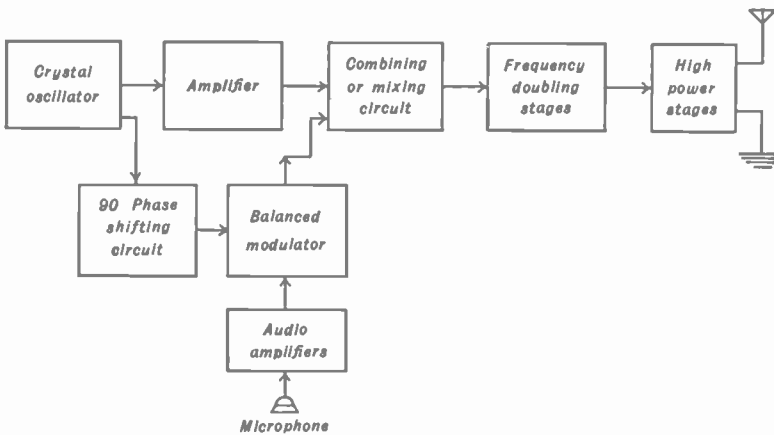 Crystal
oscillator
Amplifier
Combining
or mixing
circuit
Frequency
doubling
stages
High
power
stages
90 Phase
shifting
circuit
Balanced
modulator
Audio
amplifiers
Microphone